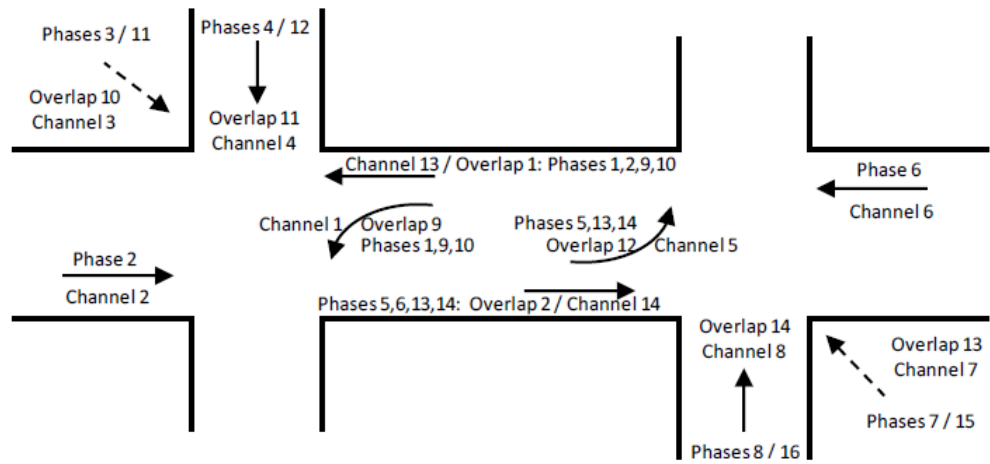 Phases 3 / 11
Overlap 10
Channel 3
Phases 4 / 12
Overlap 11
Channel 4
Channel 13 / Overlap 1: Phases 1,2,9,10
Phase 6
Channel 6
Channel 1
Overlap 9
Phases 1,9,10
Phases 5,13,14
Overlap 12
Channel 5
Phase 2
Channel 2
Phases 5,6,13,14: Overlap 2 / Channel 14
Overlap 14
Channel 8
Phases 8 / 16
Overlap 13
Channel 7
Phases 7 / 15